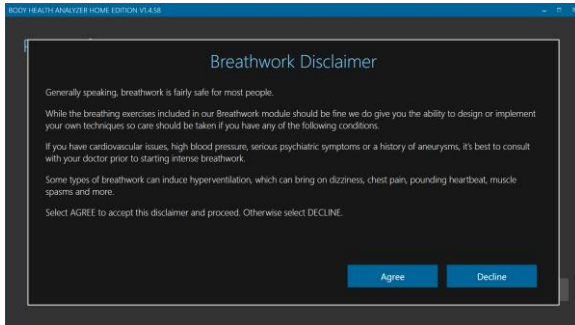 BODY HEALTH ANALYZER HOME EDITION V1.4.58
Breathwork Disclaimer
Generally speaking, breathwork is fairly safe for most people.
While the breathing exercises included in our Breathwork module should be fine we do give you the ability to design or implement
your own techniques so care should be taken if you have any of the following conditions.
If you have cardiovascular issues, high blood pressure, serious psychiatric symptoms or a history of aneurysms, it's best to consult
with your doctor prior to starting intense breathwork.
Some types of breathwork can induce hyperventilation, which can bring on dizziness, chest pain, pounding heartbeat, muscle
spasms and more.
Select AGREE to accept this disclaimer and proceed. Otherwise select DECLINE.
Agree Decline